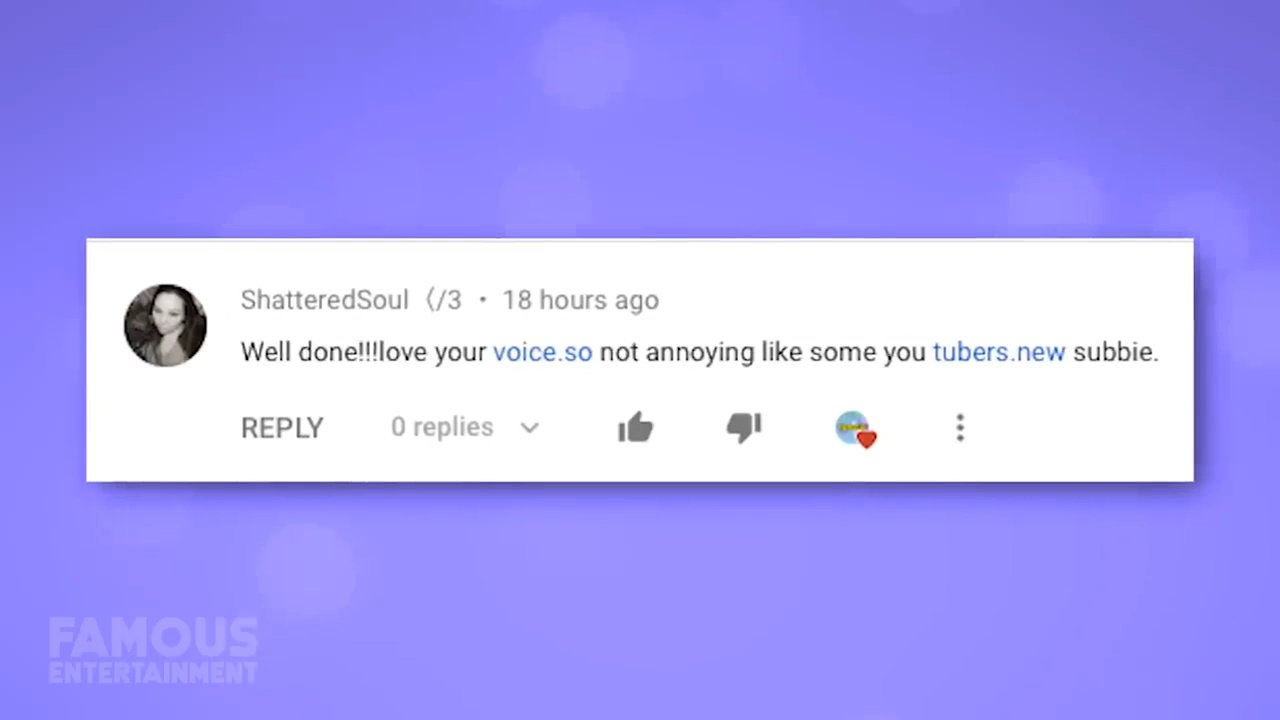 ShatteredSoul 〈/3 • 18 hours ago
Well done!!!love your voice.so not annoying like some you tubers.new subbie.
REPLY 0 replies
FAMOUS
ENTERTAINMENT